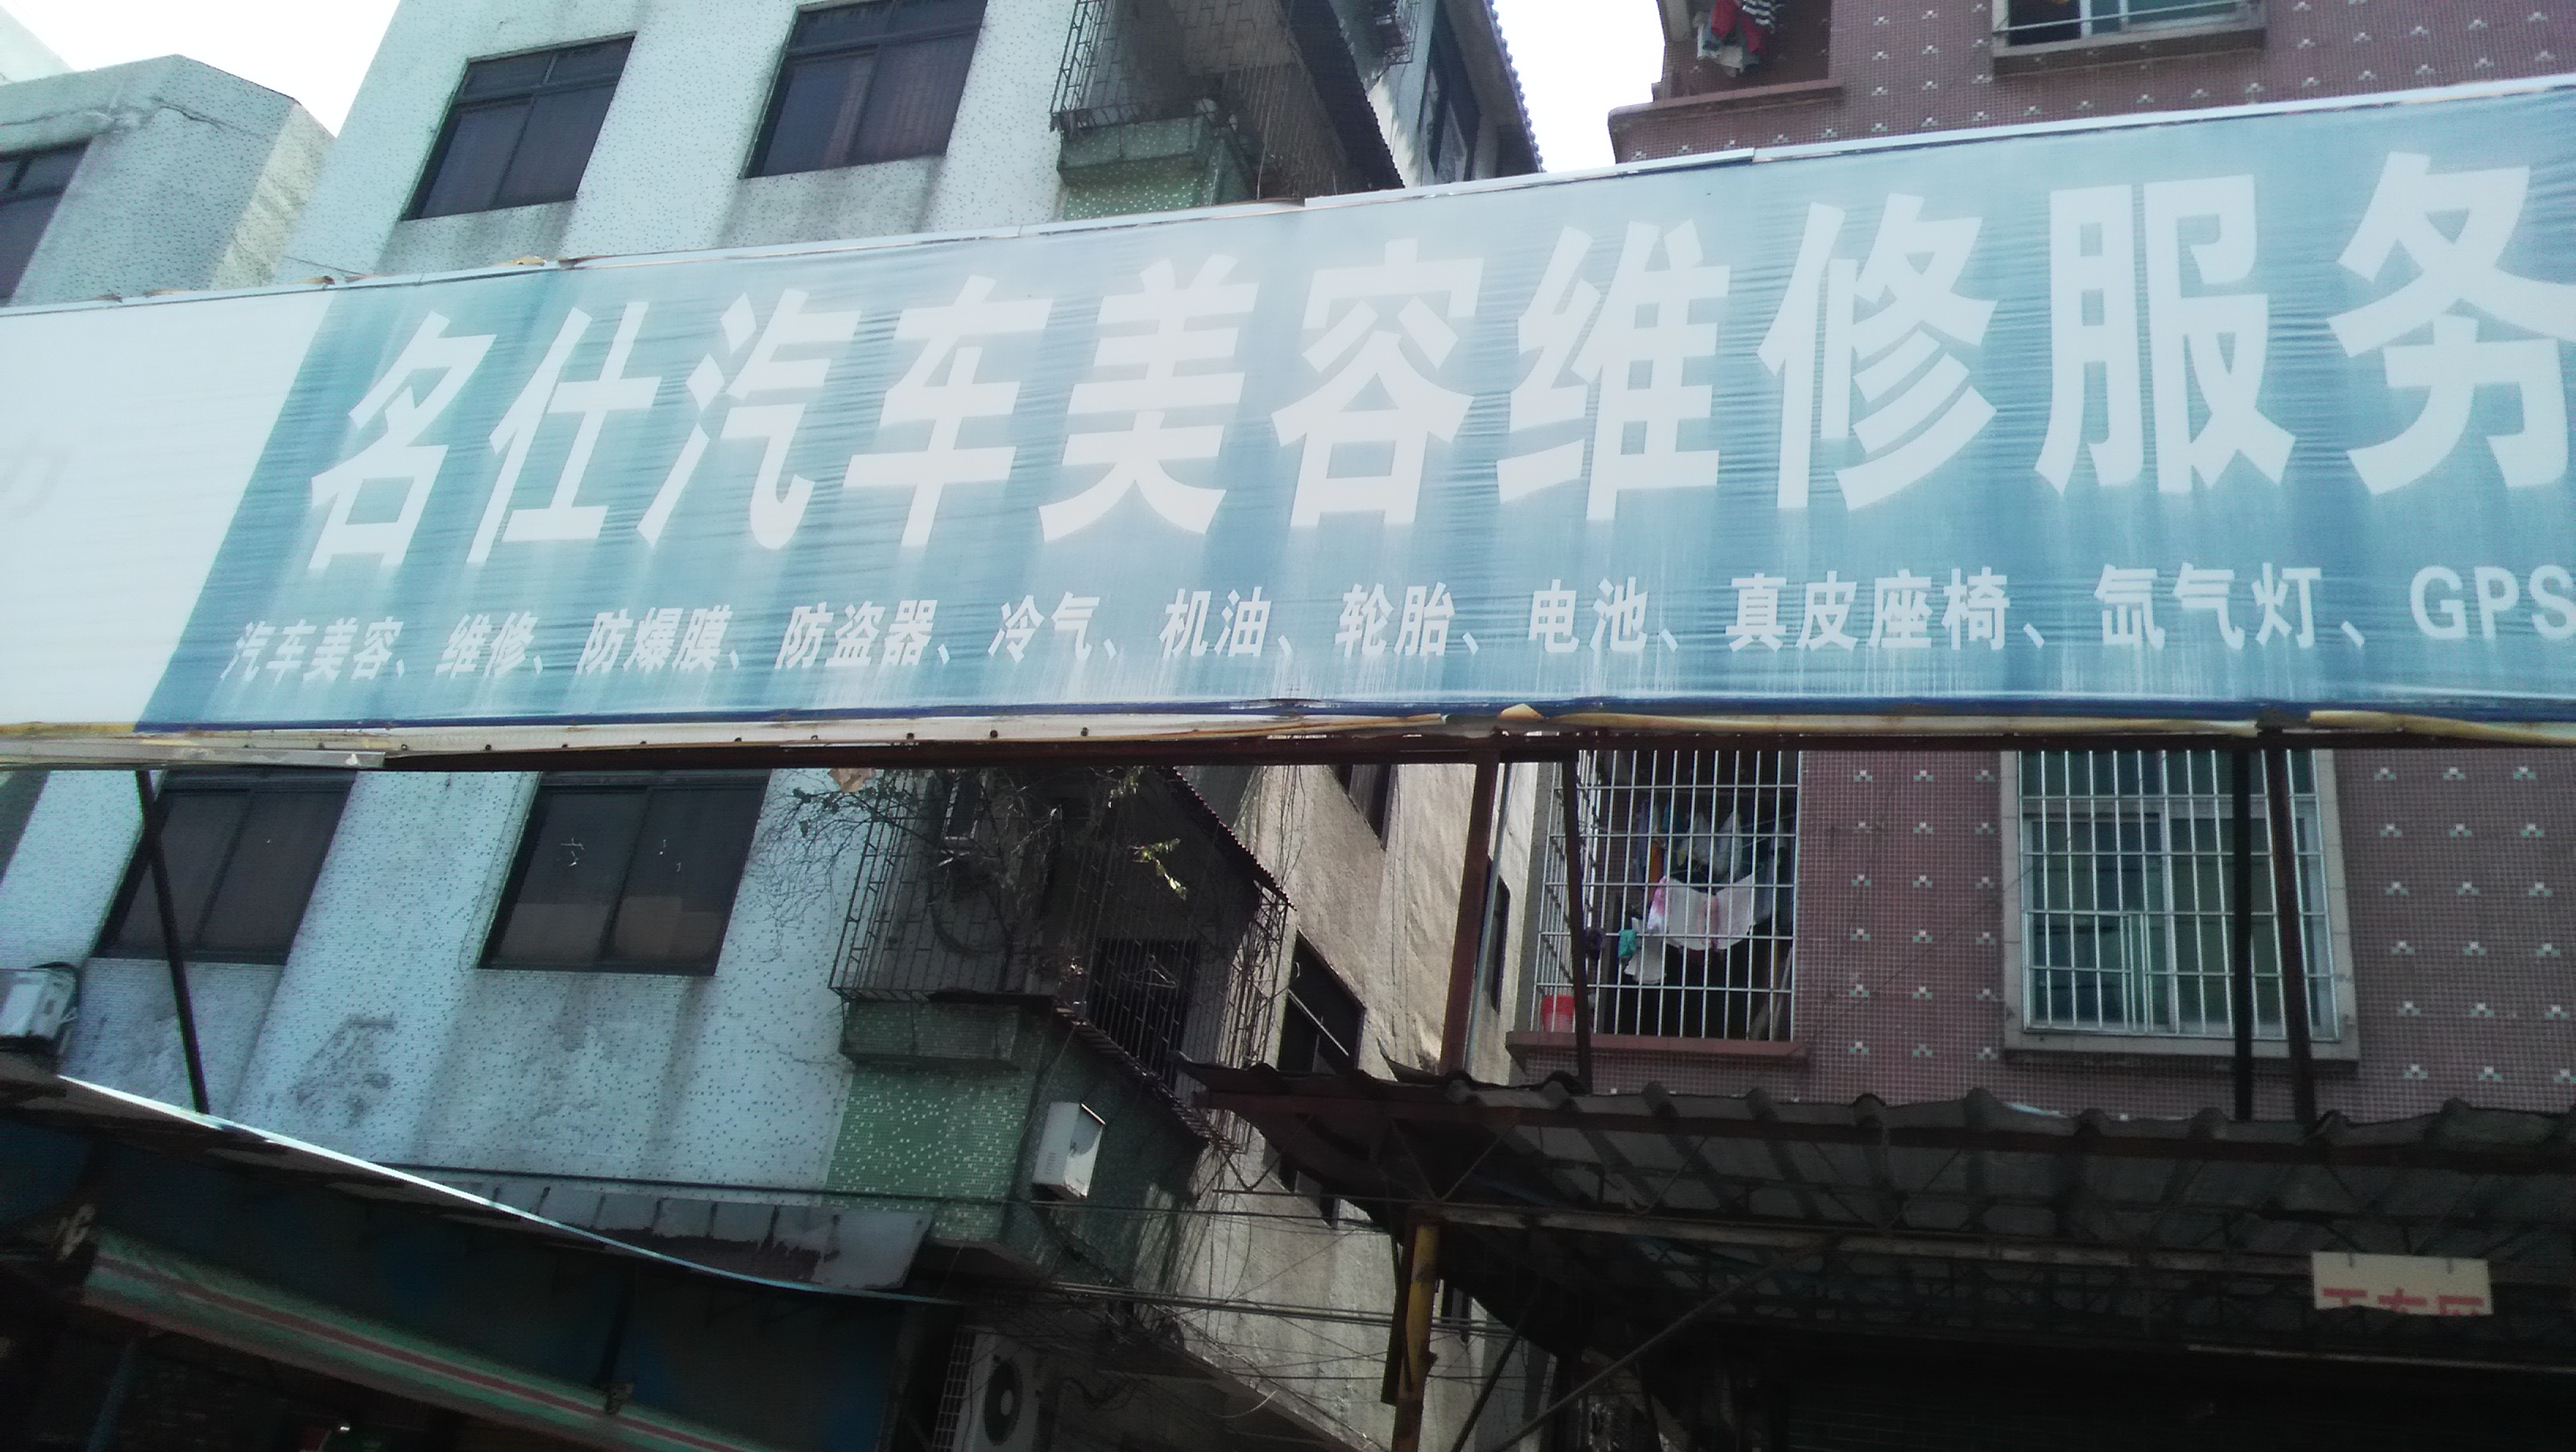 名仕汽车美容维修服务
汽车美容、维修、防爆膜、防盗器、冷气、机油、轮胎、电池、真皮座椅、氙气灯、GPS